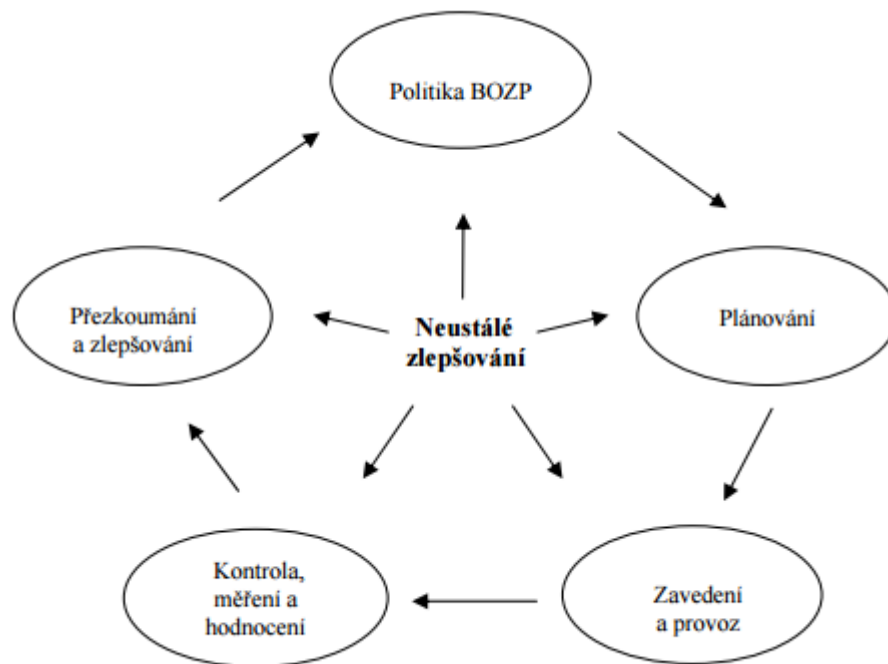 Politika BOZP
Přezkoumání
a zlepšování
Neustálé
zlepšování
Plánování
Kontrola,
měření a
hodnocení
Zavedení
a provoz